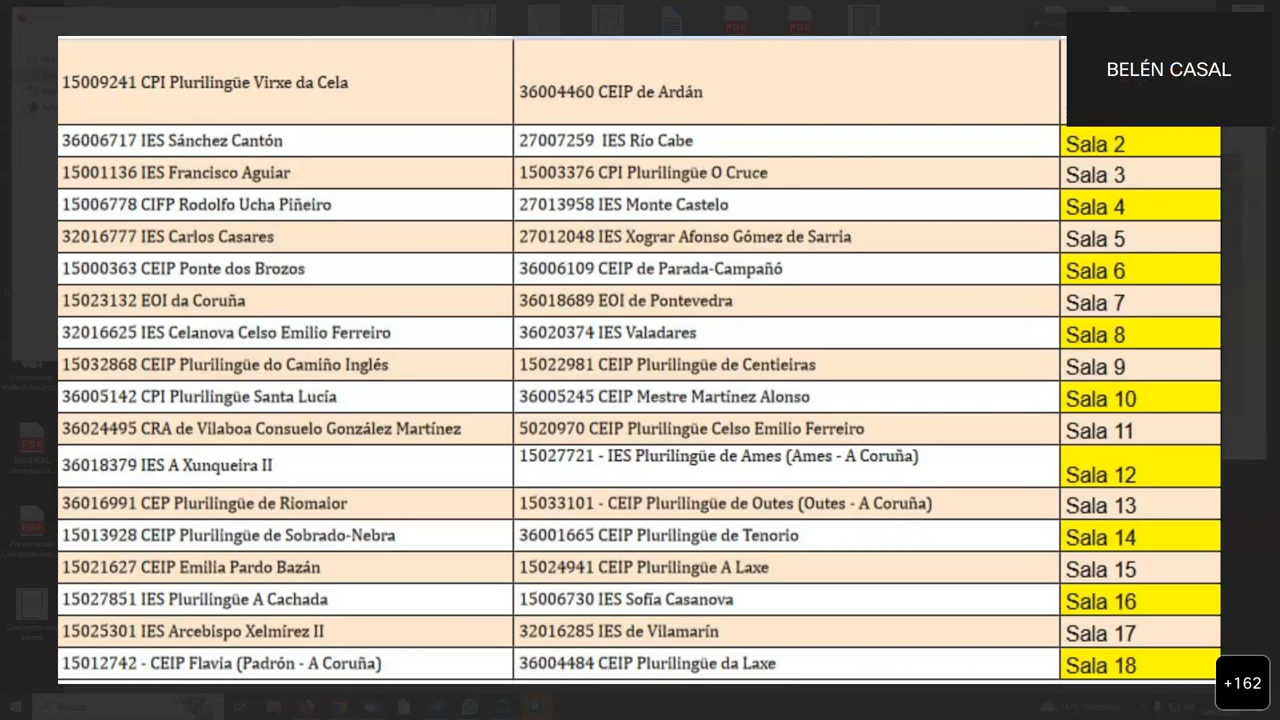 BELÉN CASAL
15009241 CPI Plurilingüe Virxe da Cela
36004460 CEIP de Ardán
36006717 IES Sánchez Cantón
27007259 IES Río Cabe
Sala 2
15001136 IES Francisco Aguiar
15003376 CPI Plurilingüe O Cruce
Sala 3
15006778 CIFP Rodolfo Ucha Piñeiro
27013958 IES Monte Castelo
Sala 4
32016777 IES Carlos Casares
27012048 IES Xograr Afonso Gómez de Sarria
Sala 5
15000363 CEIP Ponte dos Brozos
36006109 CEIP de Parada-Campañó
Sala 6
15023132 EOI da Coruña
36018689 EOI de Pontevedra
Sala 7
32016625 IES Celanova Celso Emilio Ferreiro
36020374 IES Valadares
Sala 8
15032868 CEIP Plurilingüe do Camiño Inglés
15022981 CEIP Plurilingüe de Centieiras
Sala 9
36005142 CPI Plurilingüe Santa Lucía
36005245 CEIP Mestre Martínez Alonso
Sala 10
36024495 CRA de Vilaboa Consuelo González Martínez
5020970 CEIP Plurilingüe Celso Emilio Ferreiro
Sala 11
36018379 IES A Xunqueira II
15027721 - IES Plurilingüe de Ames (Ames - A Coruña)
Sala 12
36016991 CEP Plurilingüe de Riomaior
15033101 - CEIP Plurilingüe de Outes (Outes - A Coruña)
Sala 13
15013928 CEIP Plurilingüe de Sobrado-Nebra
36001665 CEIP Plurilingüe de Tenorio
Sala 14
15021627 CEIP Emilia Pardo Bazán
15024941 CEIP Plurilingüe A Laxe
Sala 15
15027851 IES Plurilingüe A Cachada
15006730 IES Sofía Casanova
Sala 16
15025301 IES Arcebispo Xelmírez II
32016285 IES de Vilamarín
Sala 17
15012742 - CEIP Flavia (Padrón - A Coruña)
36004484 CEIP Plurilingüe da Laxe
Sala 18
+162
PDF
PDF
PDF
PDF